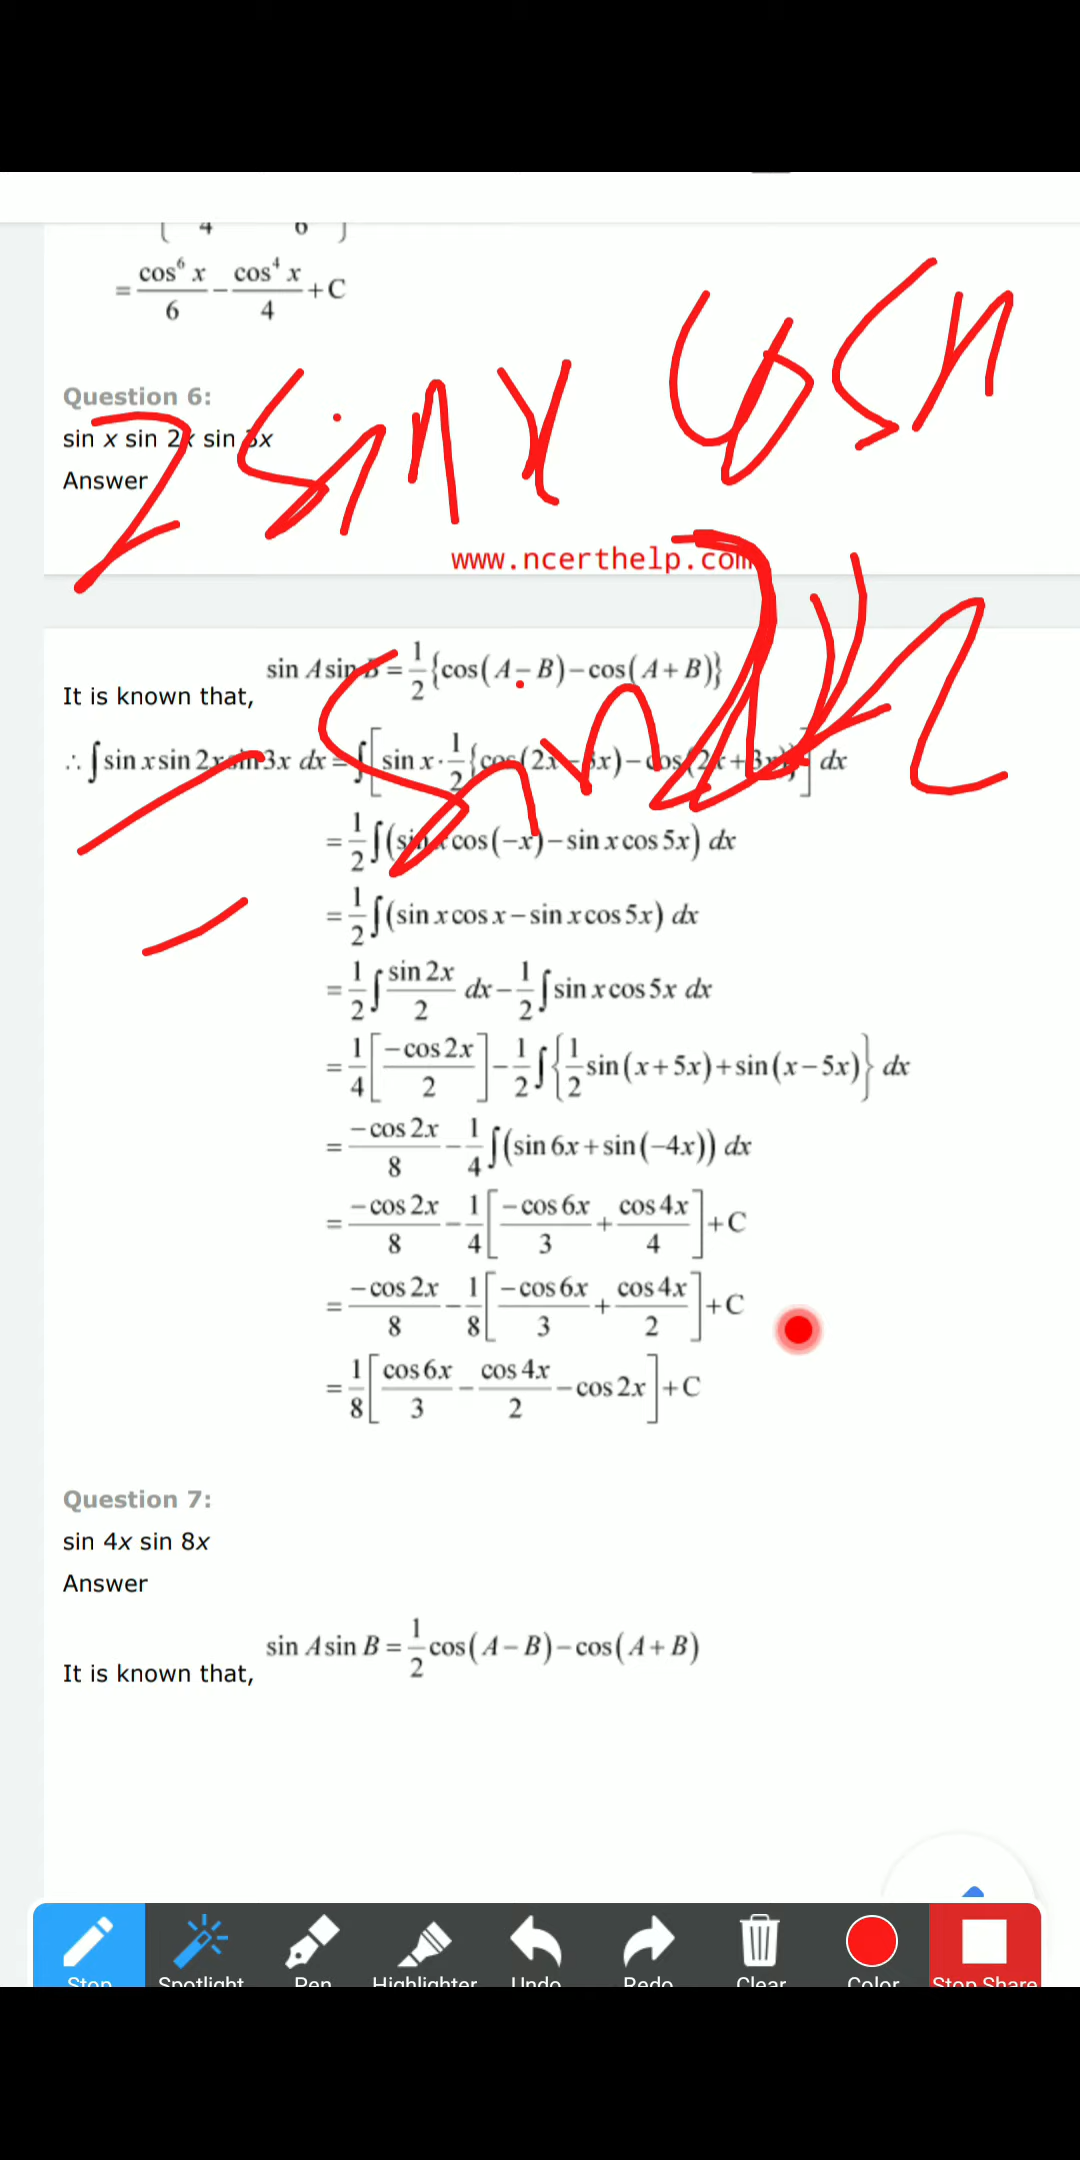 = cos⁶ x / 6 − cos⁴ x / 4 + C
Question 6:
sin x sin 2x sin 3x
Answer
2 sin x cos x
www.ncerthelp.com
sin A sin B = 1/2 {cos(A − B) − cos(A + B)}
It is known that,
∴ ∫ sin x sin 2x sin 3x dx = ∫ [sin x · 1/2 {cos(2x − 3x) − cos(2x + 3x)}] dx
= 1/2 ∫ (sin x cos(−x) − sin x cos 5x) dx
= 1/2 ∫ (sin x cos x − sin x cos 5x) dx
= 1/2 ∫ sin 2x / 2 dx − 1/2 ∫ sin x cos 5x dx
= 1/4 [−cos 2x / 2] − 1/2 ∫ {1/2 sin(x + 5x) + sin(x − 5x)} dx
= −cos 2x / 8 − 1/4 ∫ (sin 6x + sin(−4x)) dx
= −cos 2x / 8 − 1/4 [−cos 6x / 3 + cos 4x / 4] + C
= −cos 2x / 8 − 1/8 [−cos 6x / 3 + cos 4x / 2] + C
= 1/8 [cos 6x / 3 − cos 4x / 2 − cos 2x] + C
Question 7:
sin 4x sin 8x
Answer
sin A sin B = 1/2 cos(A − B) − cos(A + B)
It is known that,
Stop Spotlight Pen Highlighter Undo Redo Clear Color Stop Share